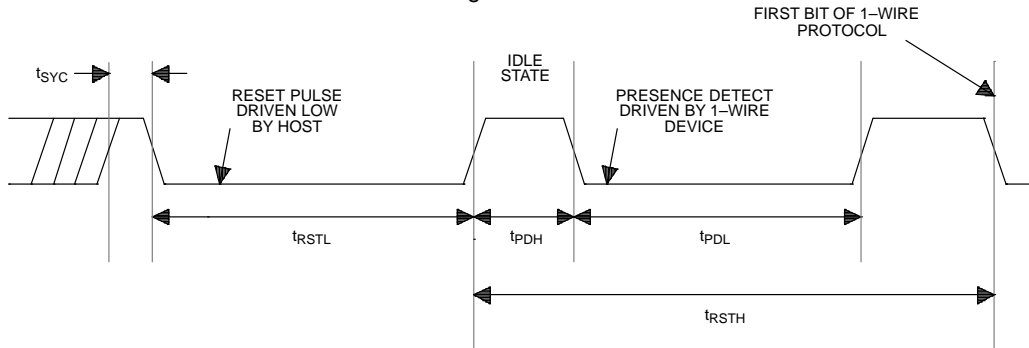 FIRST BIT OF 1–WIRE
PROTOCOL
IDLE
STATE
tSYC
RESET PULSE
DRIVEN LOW
BY HOST
PRESENCE DETECT
DRIVEN BY 1–WIRE
DEVICE
tRSTL
tPDH
tPDL
tRSTH